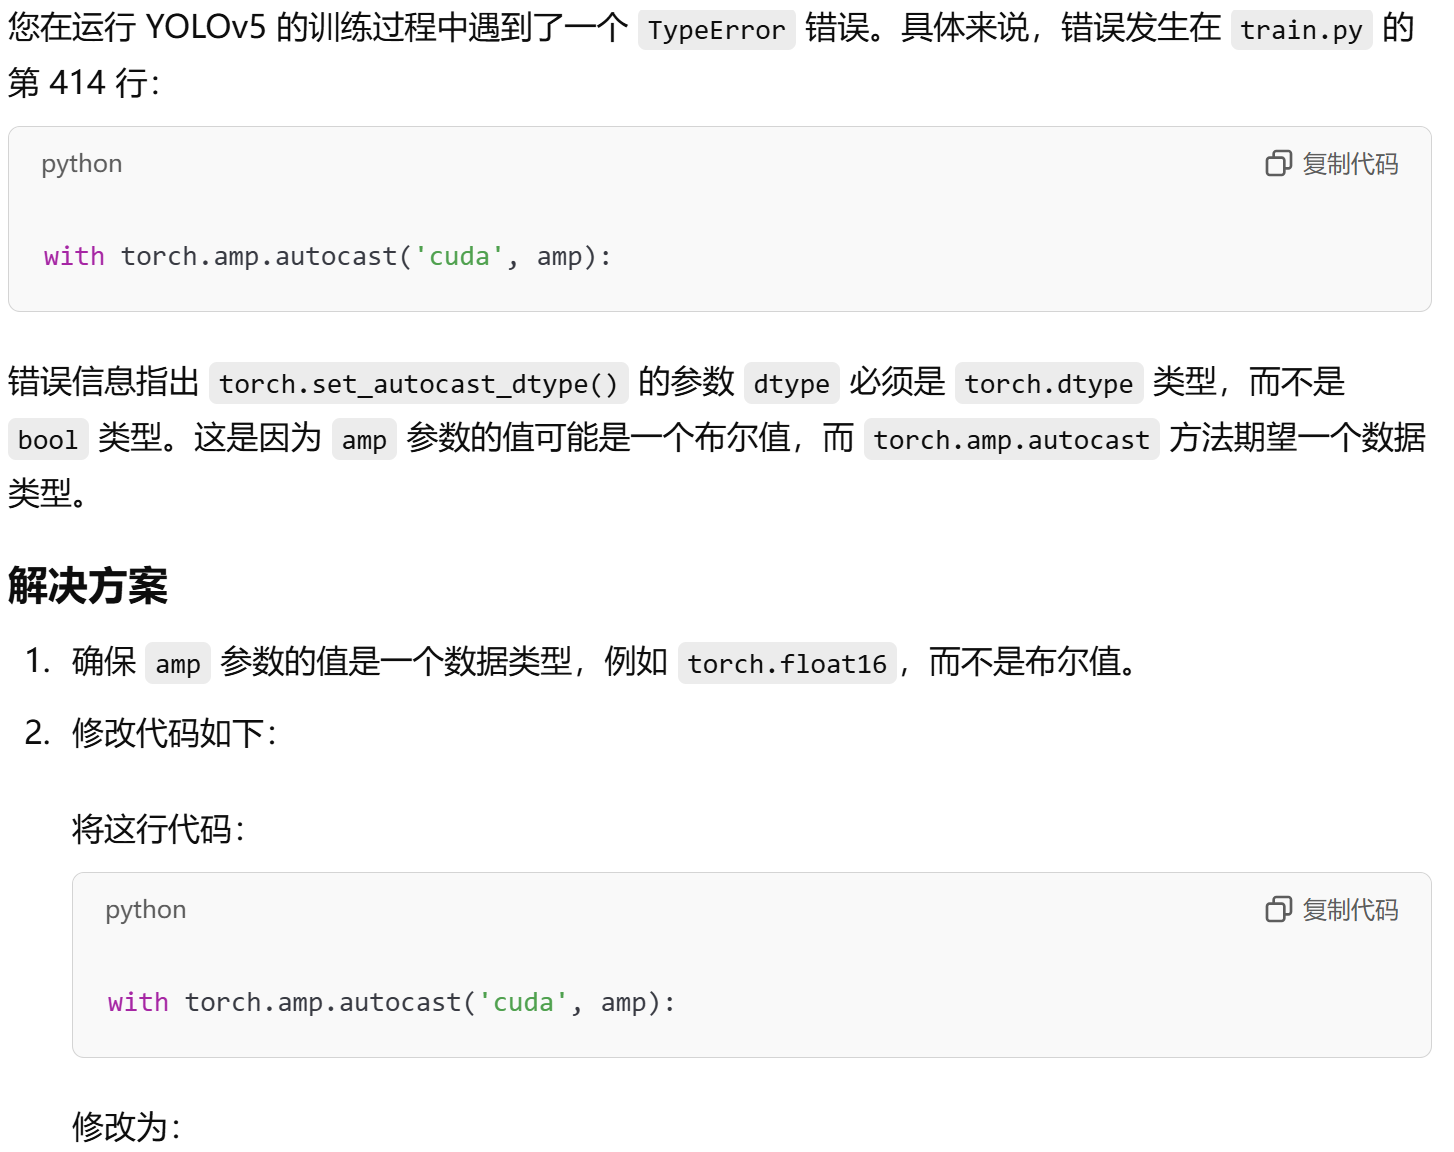 您在运行 YOLOv5 的训练过程中遇到了一个 TypeError 错误。具体来说，错误发生在 train.py 的
第 414 行：
python 复制代码
with torch.amp.autocast('cuda', amp):
错误信息指出 torch.set_autocast_dtype() 的参数 dtype 必须是 torch.dtype 类型，而不是
bool 类型。这是因为 amp 参数的值可能是一个布尔值，而 torch.amp.autocast 方法期望一个数据
类型。
解决方案
1. 确保 amp 参数的值是一个数据类型，例如 torch.float16，而不是布尔值。
2. 修改代码如下：
将这行代码：
python 复制代码
with torch.amp.autocast('cuda', amp):
修改为：